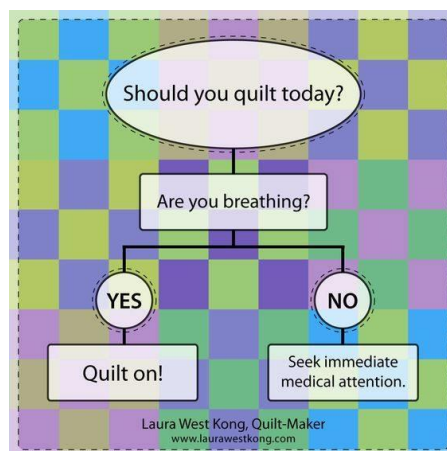 Should you quilt today?
Are you breathing?
YES
NO
Quilt on!
Seek immediate
medical attention.
Laura West Kong, Quilt-Maker
www.laurawestkong.com